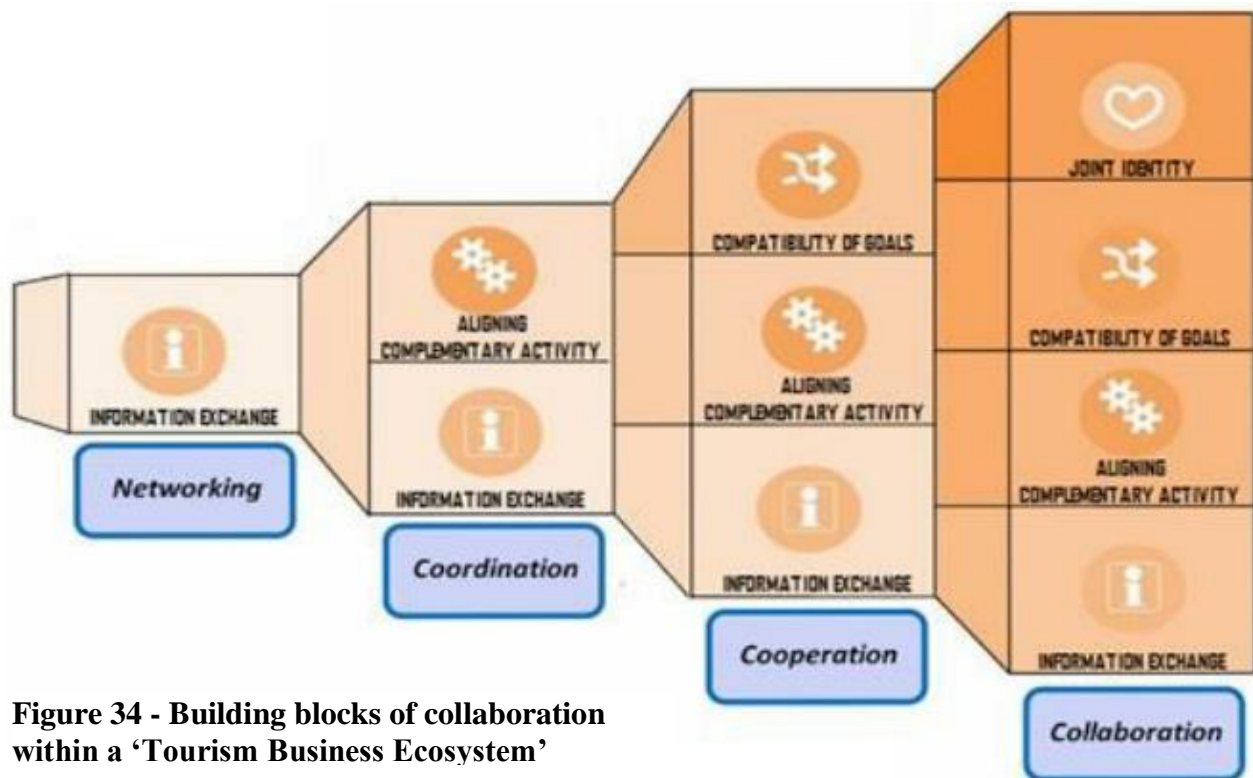 INFORMATION EXCHANGE
Networking
ALIGNING
COMPLEMENTARY ACTIVITY
INFORMATION EXCHANGE
Coordination
COMPATIBILITY OF GOALS
ALIGNING
COMPLEMENTARY ACTIVITY
INFORMATION EXCHANGE
Cooperation
JOINT IDENTITY
COMPATIBILITY OF GOALS
ALIGNING
COMPLEMENTARY ACTIVITY
INFORMATION EXCHANGE
Collaboration
Figure 34 - Building blocks of collaboration
within a ‘Tourism Business Ecosystem’